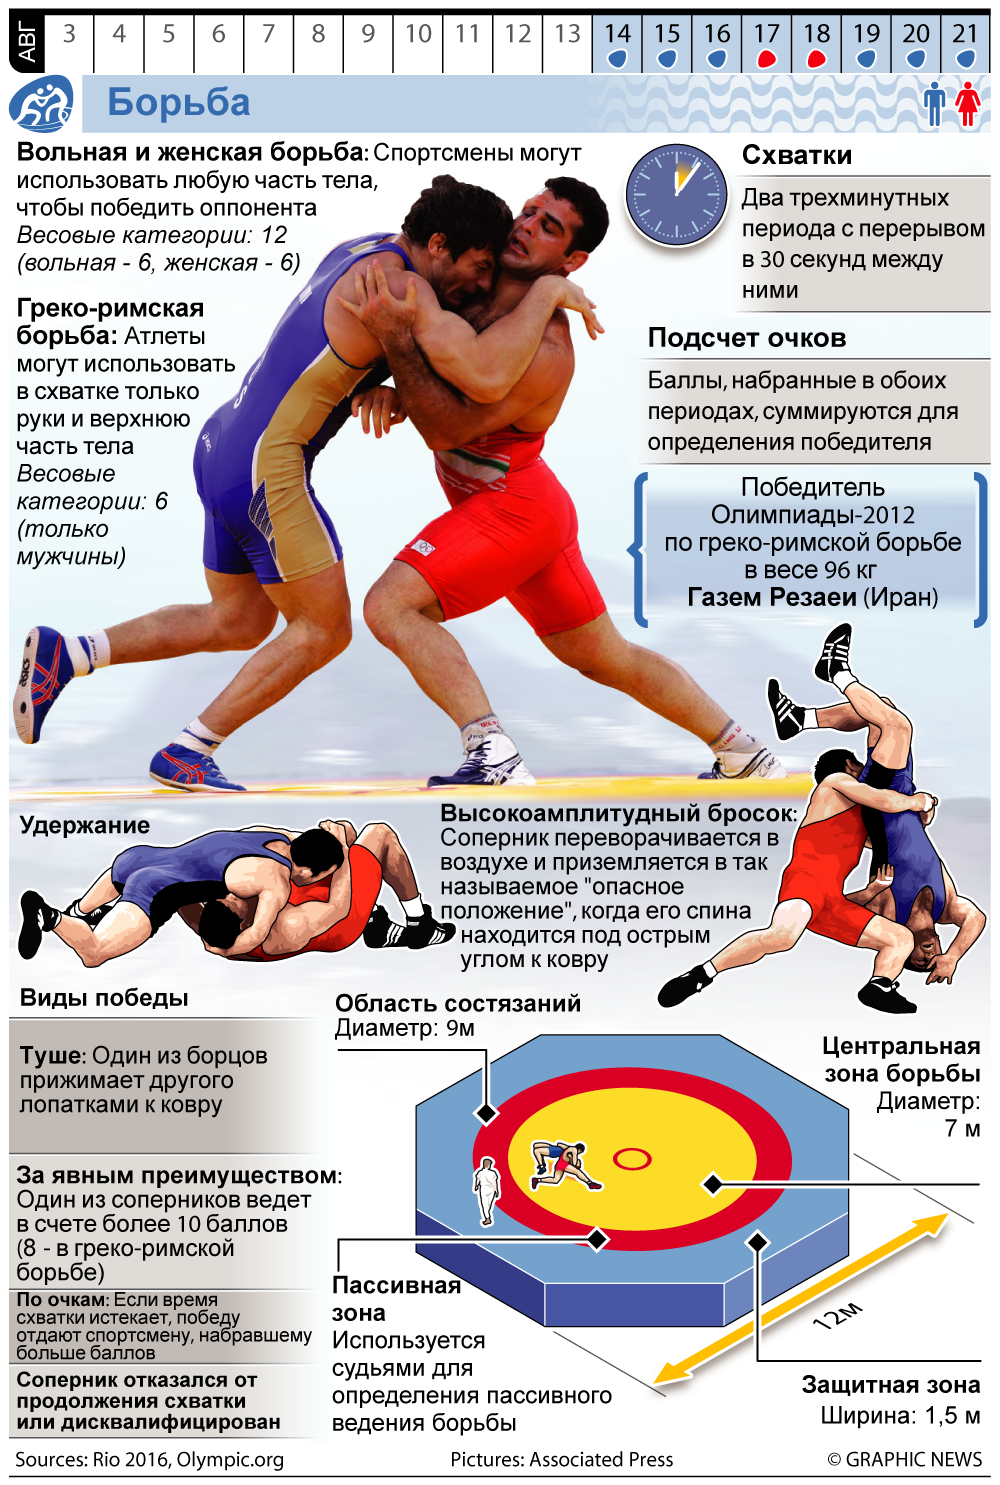 АВГ 3 4 5 6 7 8 9 10 11 12 13 14 15 16 17 18 19 20 21
Борьба
Вольная и женская борьба: Спортсмены могут
использовать любую часть тела,
чтобы победить оппонента
Весовые категории: 12
(вольная - 6, женская - 6)
Греко-римская
борьба: Атлеты
могут использовать
в схватке только
руки и верхнюю
часть тела
Весовые
категории: 6
(только
мужчины)
Схватки
Два трехминутных
периода с перерывом
в 30 секунд между
ними
Подсчет очков
Баллы, набранные в обоих
периодах, суммируются для
определения победителя
Победитель
Олимпиады-2012
по греко-римской борьбе
в весе 96 кг
Газем Резаеи (Иран)
asics
Удержание
Высокоамплитудный бросок:
Соперник переворачивается в
воздухе и приземляется в так
называемое "опасное
положение", когда его спина
находится под острым
углом к ковру
Виды победы
Туше: Один из борцов
прижимает другого
лопатками к ковру
За явным преимуществом:
Один из соперников ведет
в счете более 10 баллов
(8 - в греко-римской
борьбе)
По очкам: Если время
схватки истекает, победу
отдают спортсмену, набравшему
больше баллов
Соперник отказался от
продолжения схватки
или дисквалифицирован
Область состязаний
Диаметр: 9м
Центральная
зона борьбы
Диаметр:
7 м
Пассивная
зона
Используется
судьями для
определения пассивного
ведения борьбы
12м
Защитная зона
Ширина: 1,5 м
Sources: Rio 2016, Olympic.org
Pictures: Associated Press
© GRAPHIC NEWS